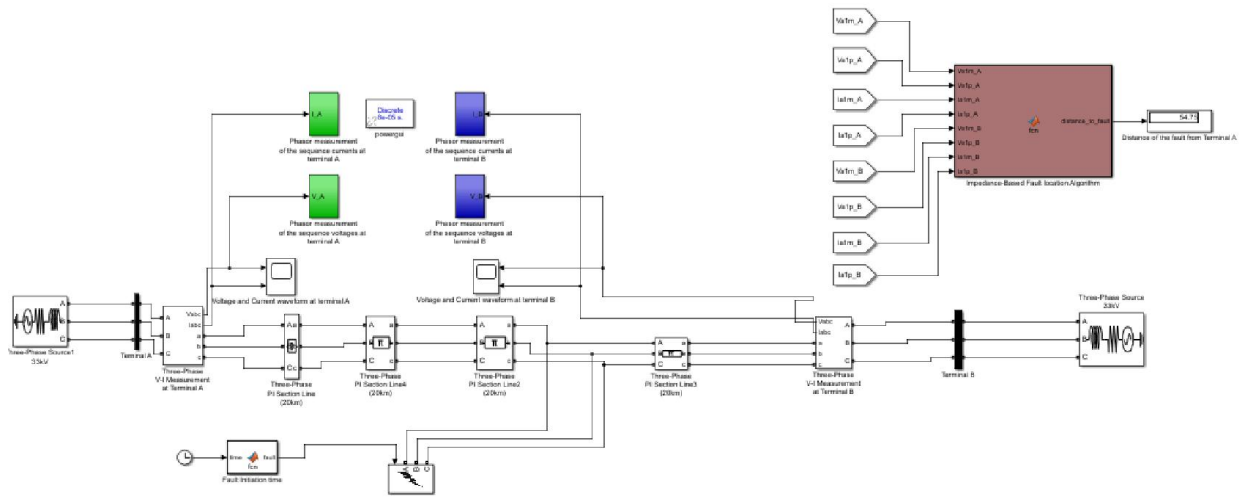 Va1m_A
Va1p_A
Ia1m_A
Ia1p_A
Va1m_B
Va1p_B
Ia1m_B
Ia1p_B
Va1m_A
Va1p_A
Ia1m_A
Ia1p_A
Va1m_B
Va1p_B
Ia1m_B
Ia1p_B
fcn
distance_to_fault
Impedance-Based Fault location Algorithm
54.75
Distance of the fault from Terminal A
I_A
Phasor measurement
of the sequence currents at
terminal A
Discrete
powergui
I_B
Phasor measurement
of the sequence currents at
terminal B
V_A
Phasor measurement
of the sequence voltages at
terminal A
V_B
Phasor measurement
of the sequence voltages at
terminal B
Voltage and Current waveform at terminal A
Voltage and Current waveform at terminal B
A
B
C
Three-Phase Source1
33kV
Terminal A
A
B
C
Vabc
Iabc
a
b
c
Three-Phase
V-I Measurement
at Terminal A
A a
b
C c
Three-Phase
PI Section Line
(20km)
A π a
b
C c
Three-Phase
PI Section Line4
(20km)
A π a
b
C c
Three-Phase
PI Section Line2
(20km)
A π a
b
C c
Three-Phase
PI Section Line3
(20km)
Vabc
Iabc
a
b
c
A
B
C
Three-Phase
V-I Measurement
at Terminal B
Terminal B
Three-Phase Source
33kV
A
B
C
time fault
fcn
Fault Initiation time
A B C